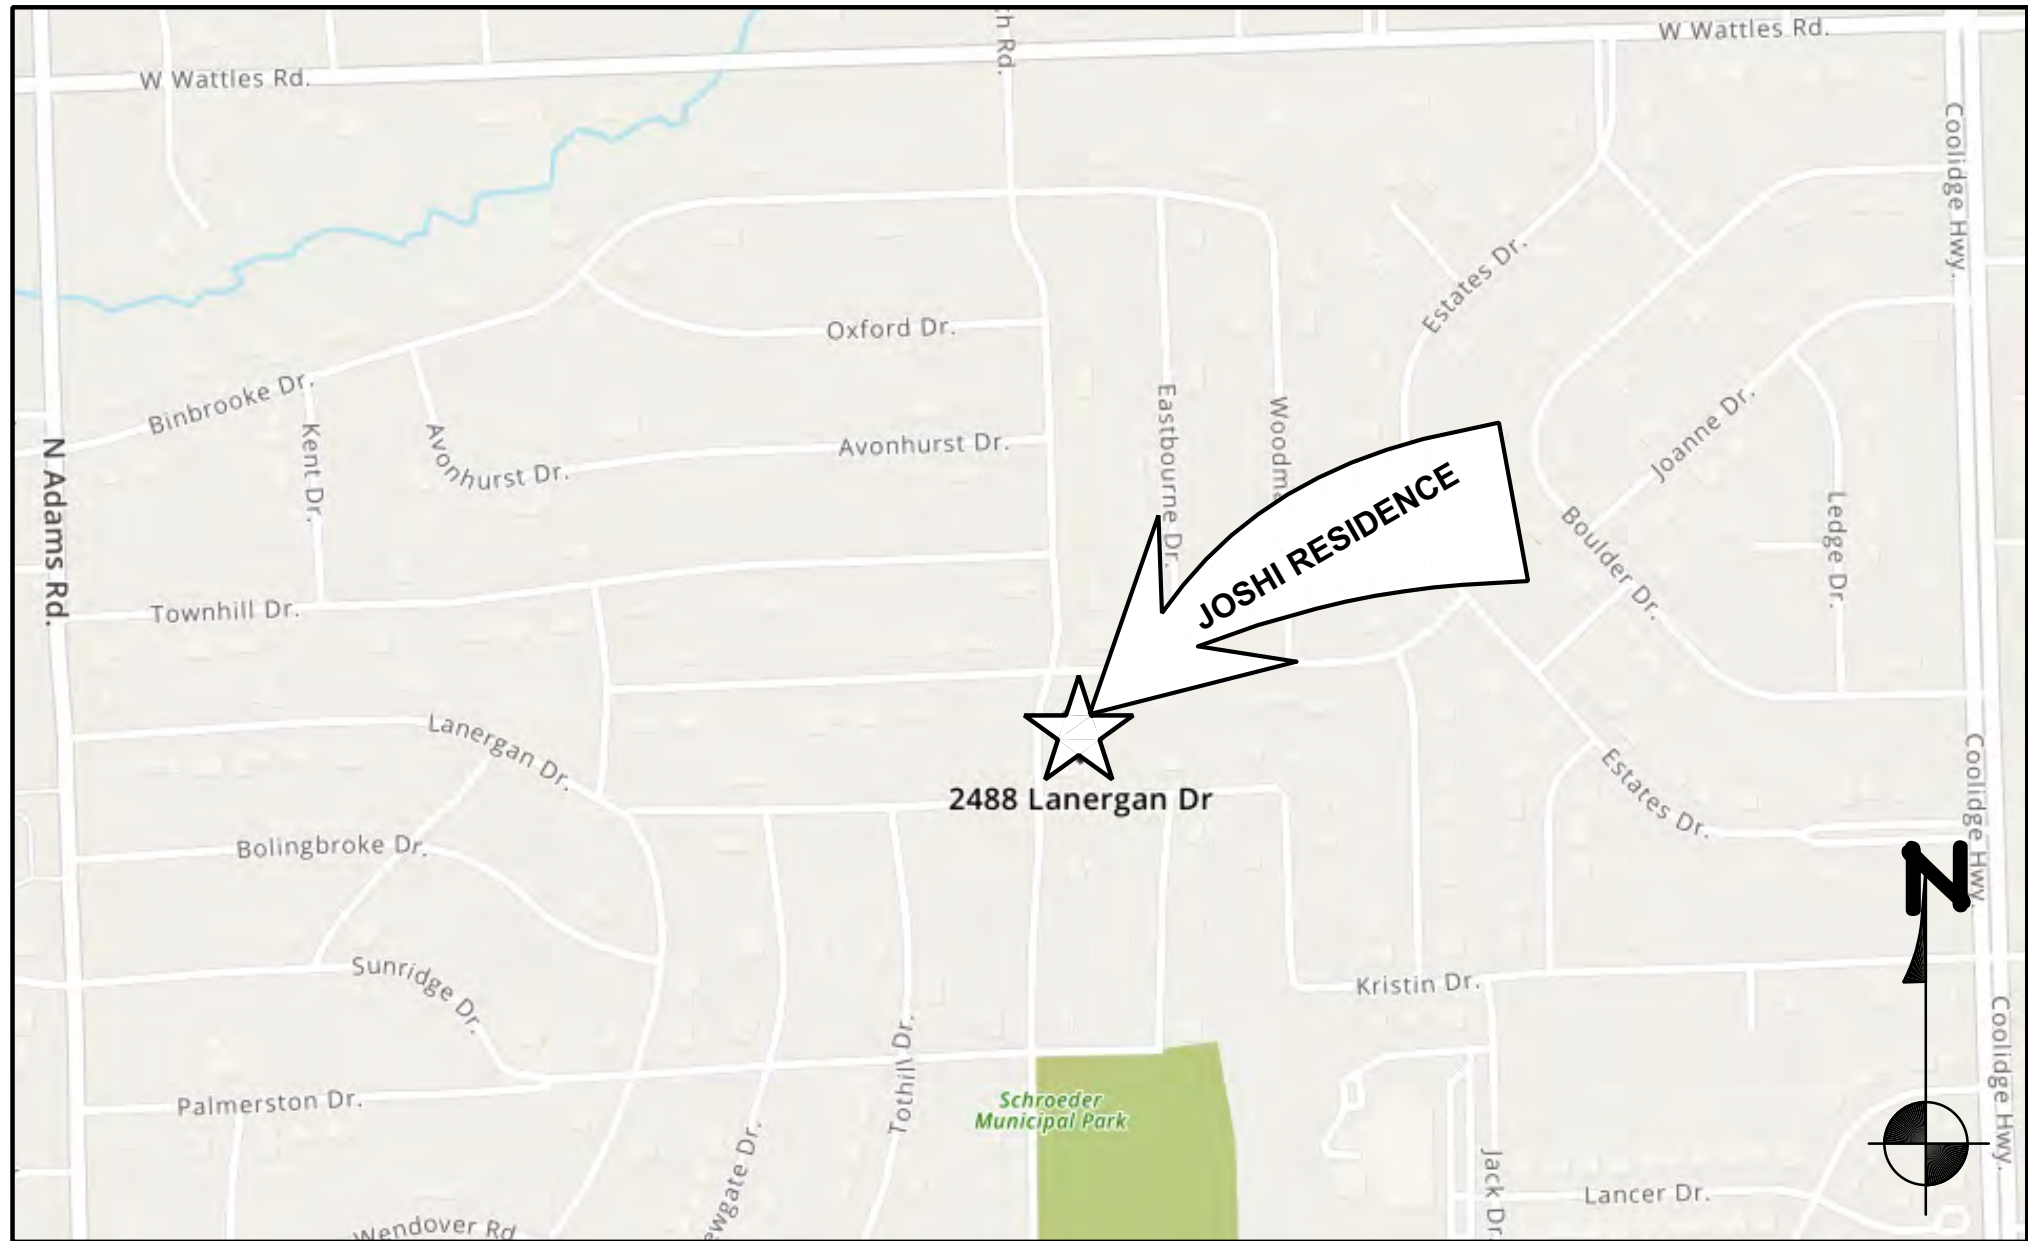 W Wattles Rd.
W Wattles Rd.
Rd.
Coolidge Hwy.
Estates Dr.
Oxford Dr.
Binbrooke Dr.
Kent Dr.
Avonhurst Dr.
Avonhurst Dr.
Eastbourne Dr.
Joanne Dr.
Ledge Dr.
Boulder Dr.
N Adams Rd.
JOSHI RESIDENCE
Townhill Dr.
Lanergan Dr.
2488 Lanergan Dr
Estates Dr.
Coolidge Hwy.
Bolingbroke Dr.
N
Sunridge Dr.
Kristin Dr.
Coolidge Hwy.
Palmerston Dr.
Tothill Dr.
Schroeder
Municipal Park
Dr.
Jack Dr.
Lancer Dr.
Wendover Rd